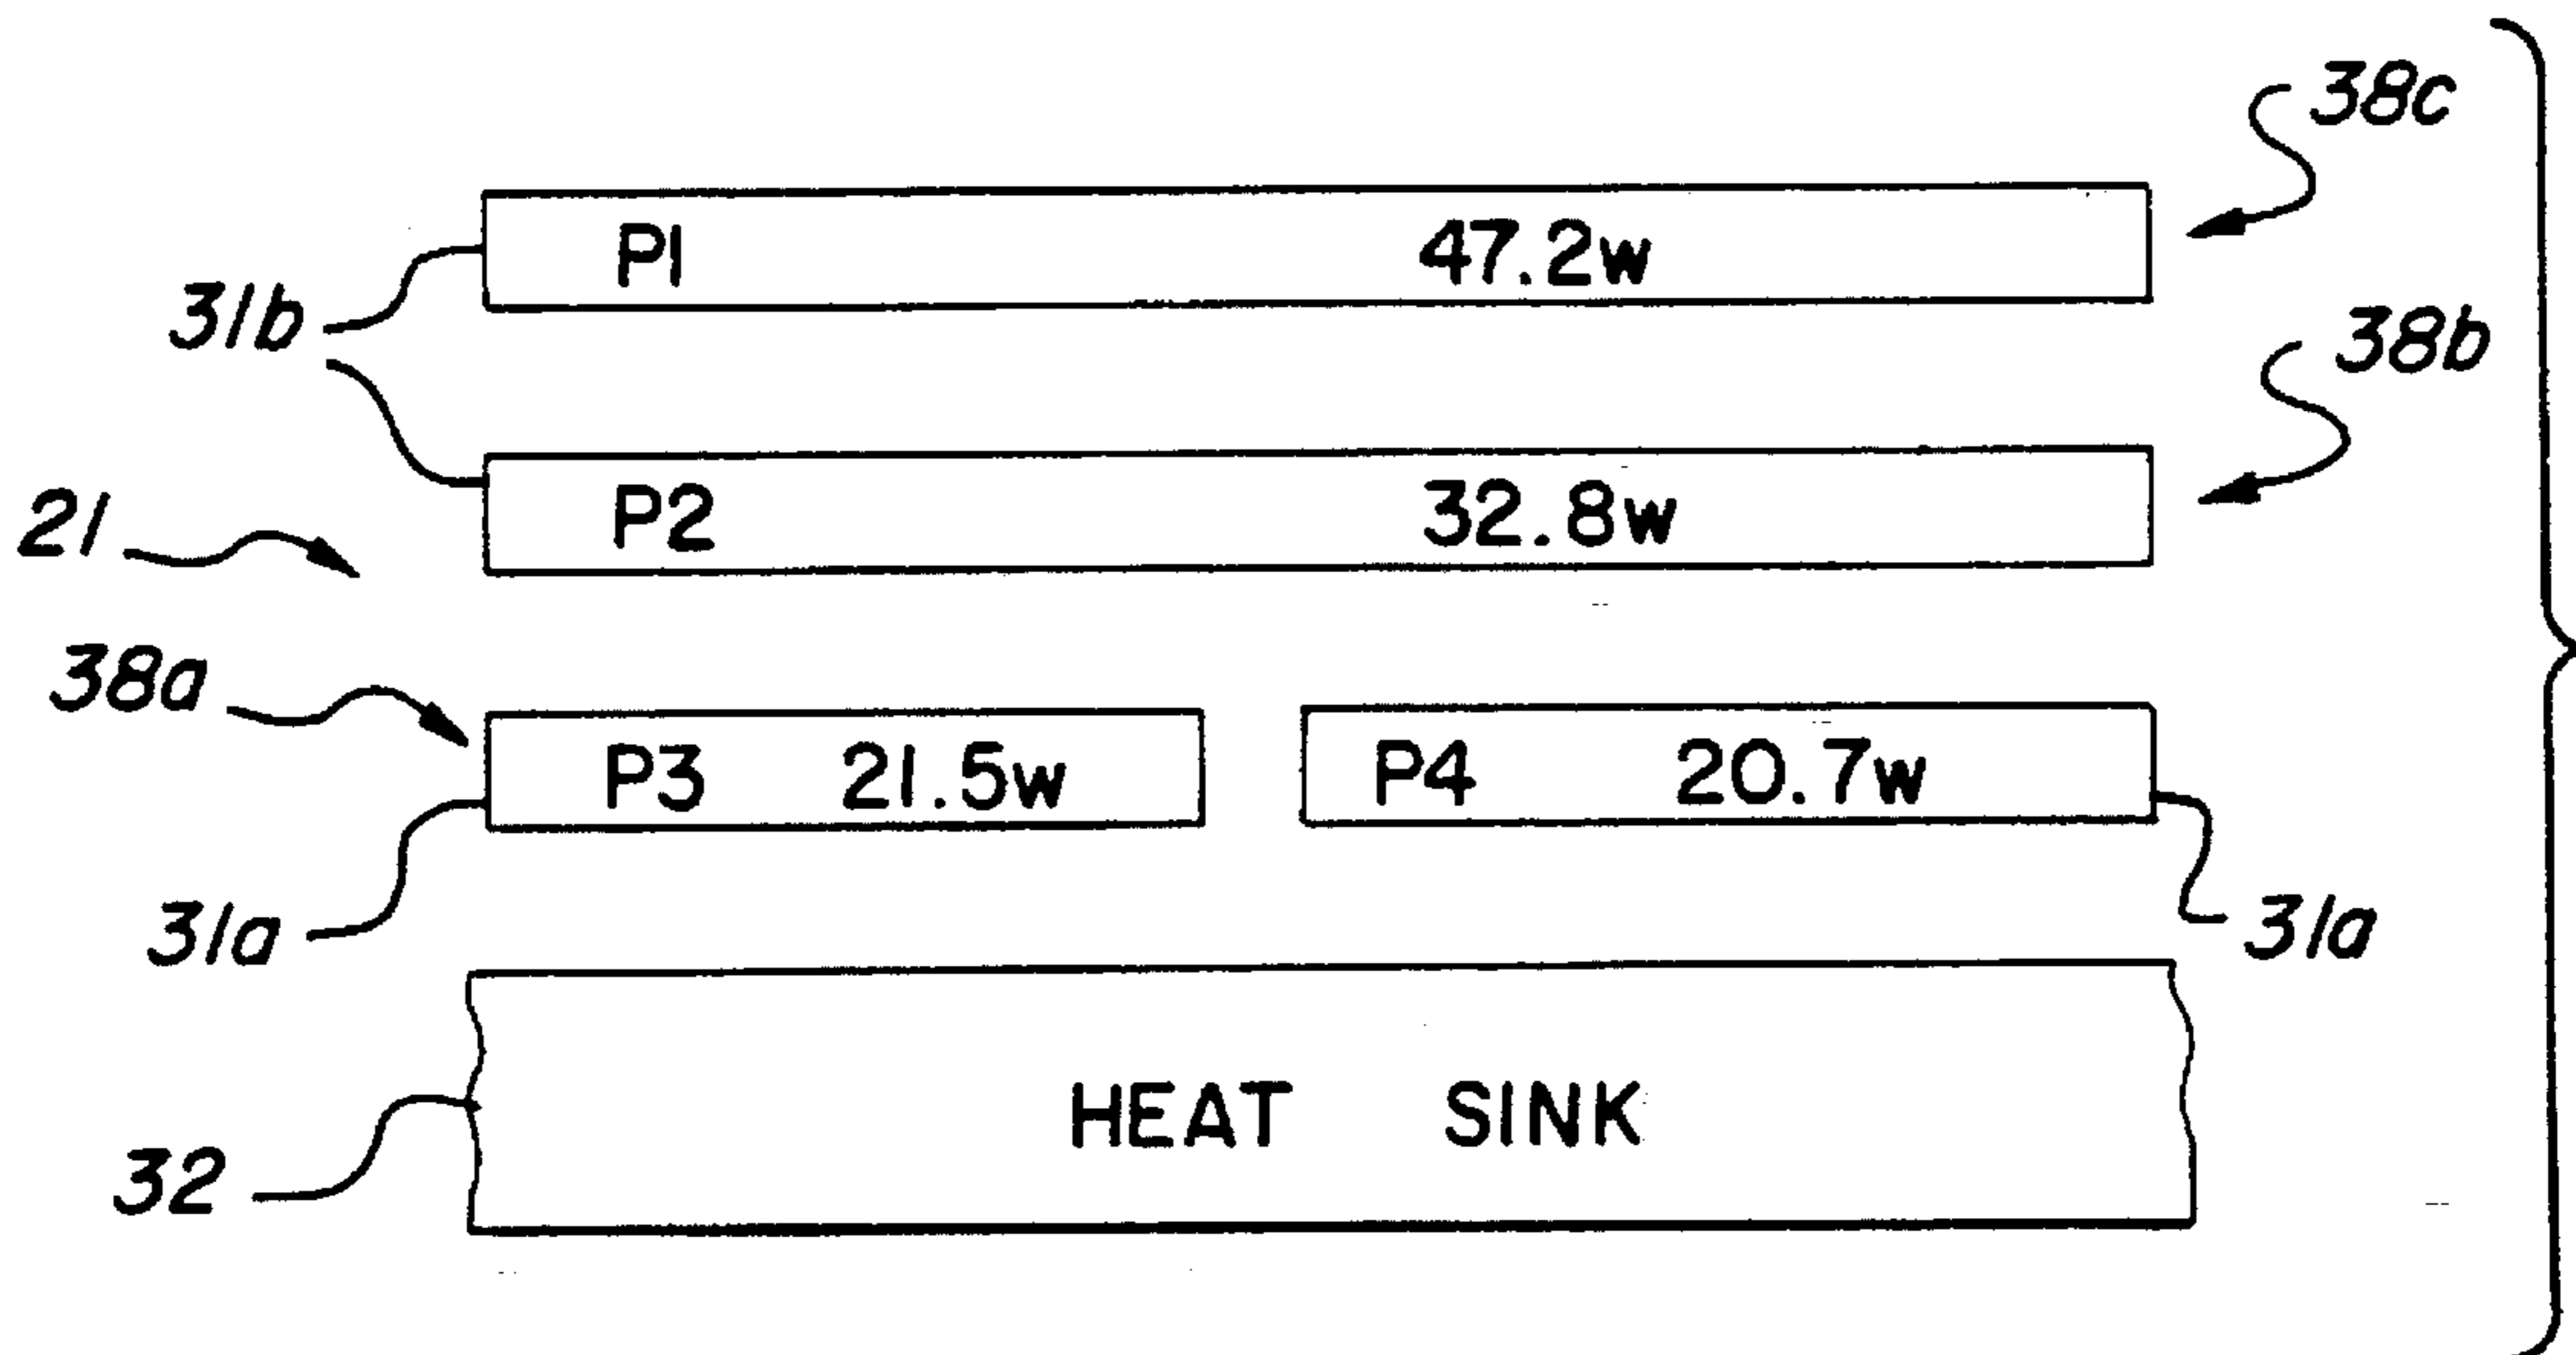 38c
P1 47.2w
31b
38b
P2 32.8w
21
38a
P3 21.5w P4 20.7w
31a 31a
HEAT SINK
32